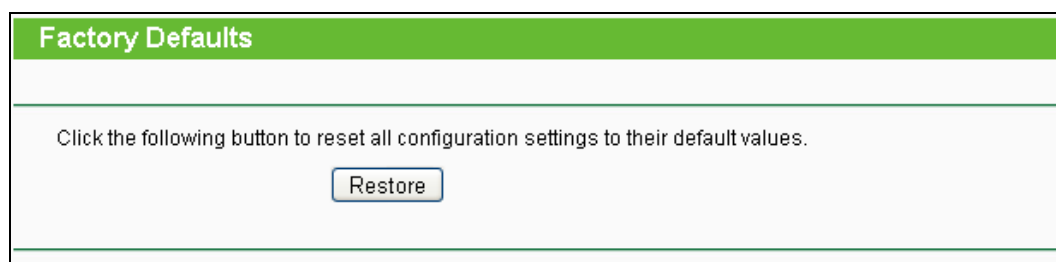 Factory Defaults
Click the following button to reset all configuration settings to their default values.
Restore